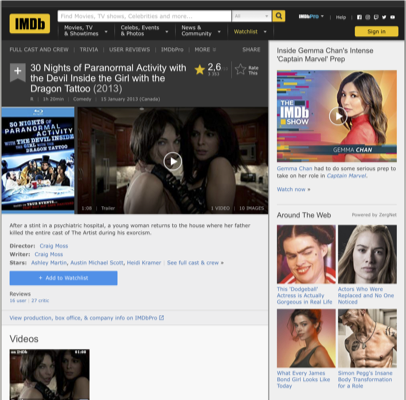 IMDb
Find Movies, TV shows, Celebrities and more...
All
IMDbPro
Help
Movies, TV & Showtimes
Celebs, Events & Photos
News & Community
Watchlist
Sign in
FULL CAST AND CREW | TRIVIA | USER REVIEWS | IMDbPro | MORE
SHARE
30 Nights of Paranormal Activity with
the Devil Inside the Girl with the
Dragon Tattoo (2013)
2,6
Rate This
1h 20min | Comedy | 15 January 2013 (Canada)
30 NIGHTS OF
PARANORMAL
ACTIVITY
WITH THE DEVIL INSIDE
THE GIRL WITH THE
DRAGON TATTOO
1:08 | Trailer
1 VIDEO | 10 IMAGES
After a stint in a psychiatric hospital, a young woman returns to the house where her father
killed the entire cast of The Artist during his exorcism.
Director: Craig Moss
Writer: Craig Moss
Stars: Ashley Martin, Austin Michael Scott, Heidi Kramer | See full cast & crew »
+ Add to Watchlist
Reviews
16 user | 27 critic
View production, box office, & company info on IMDbPro
Videos
Inside Gemma Chan's Intense
'Captain Marvel' Prep
THE
IMDb
SHOW
GEMMA CHAN
Gemma Chan had to do some serious prep
to take on her role in Captain Marvel.
Watch now »
Around The Web
Powered by ZergNet
This 'Dodgeball'
Actress is Actually
Gorgeous in Real Life
Actors Who Were
Replaced and No One
Noticed
What Every James
Bond Girl Looks Like
Today
Simon Pegg's Insane
Body Transformation
for a Role